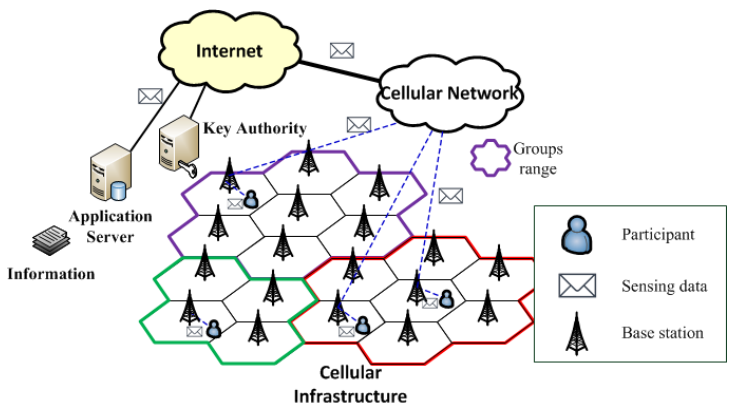 Internet
Cellular Network
Key Authority
Groups
range
Application
Server
Information
Participant
Sensing data
Base station
Cellular
Infrastructure